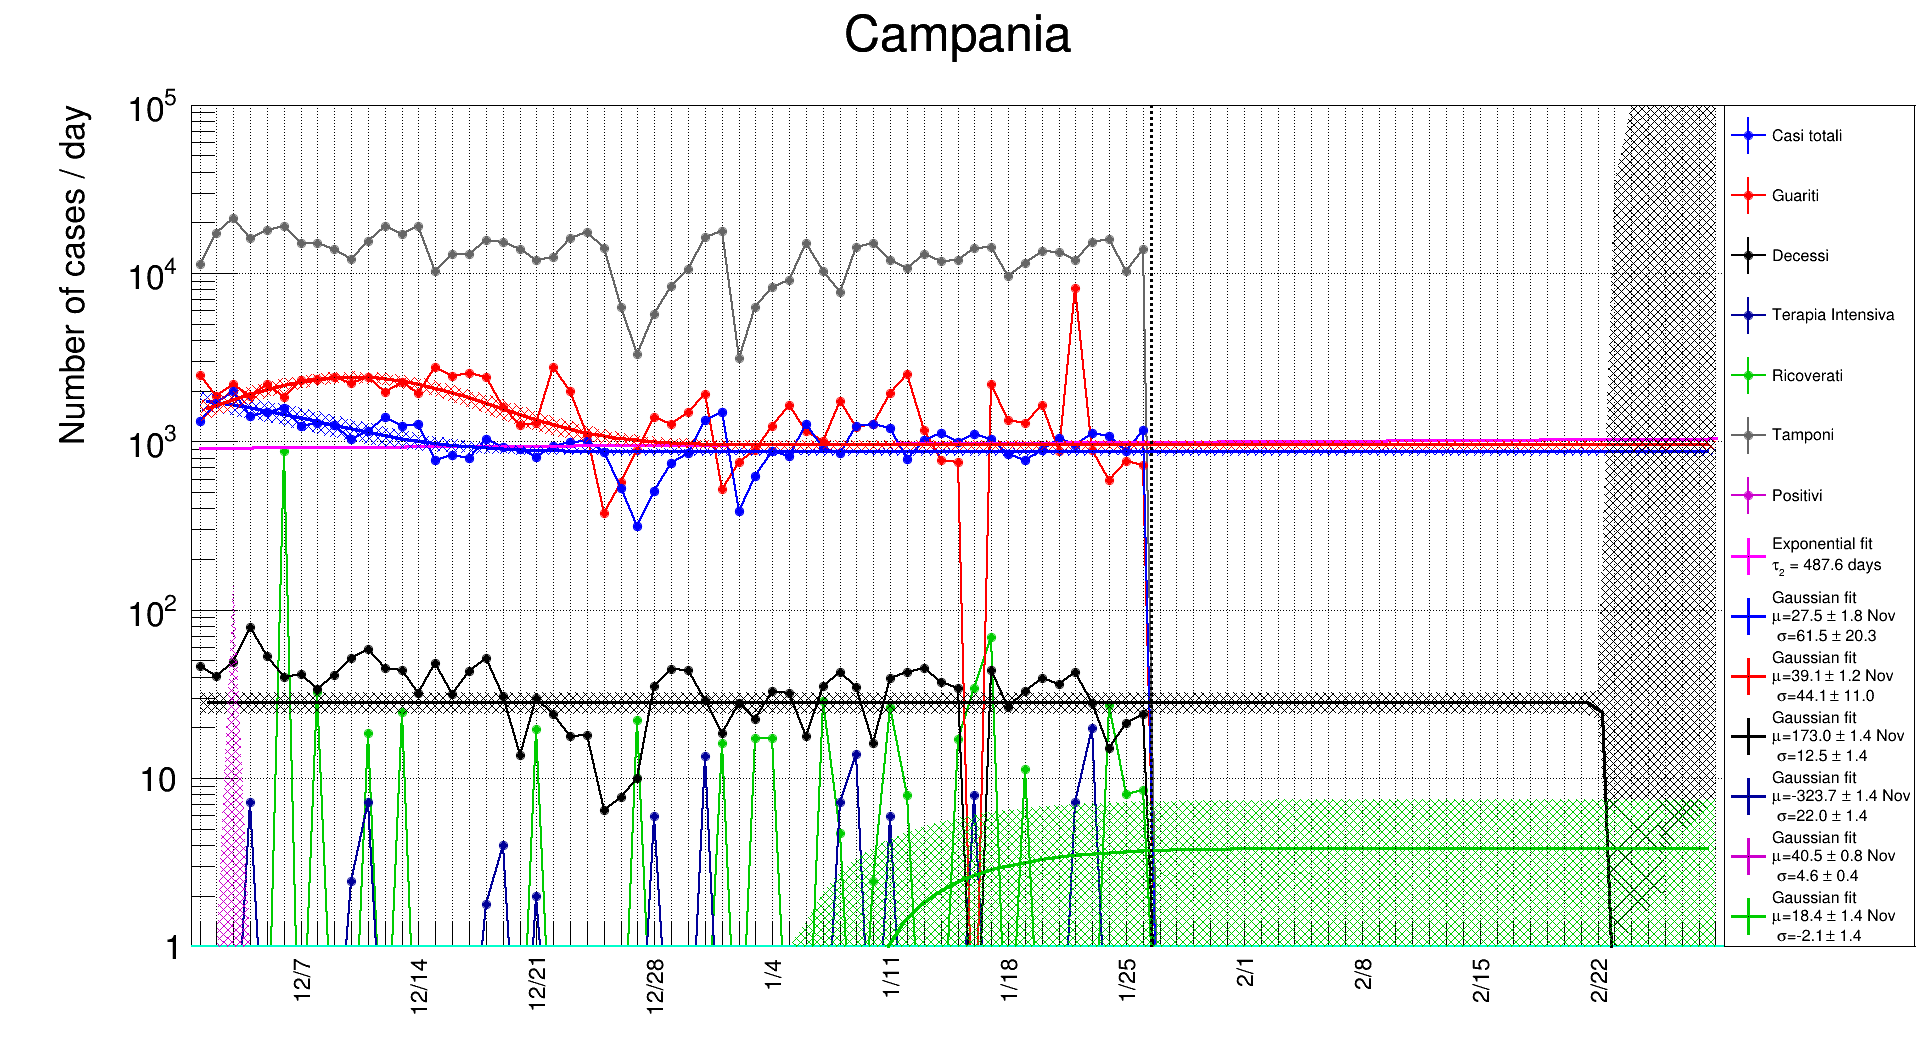 Campania
Number of cases / day
10^5
10^4
10^3
10^2
10
1
12/7
12/14
12/21
12/28
1/4
1/11
1/18
1/25
2/1
2/8
2/15
2/22
Casi totali
Guariti
Decessi
Terapia Intensiva
Ricoverati
Tamponi
Positivi
Exponential fit
τ₂ = 487.6 days
Gaussian fit
μ=27.5 ± 1.8 Nov
σ=61.5 ± 20.3
Gaussian fit
μ=39.1 ± 1.2 Nov
σ=44.1 ± 11.0
Gaussian fit
μ=173.0 ± 1.4 Nov
σ=12.5 ± 1.4
Gaussian fit
μ=-323.7 ± 1.4 Nov
σ=22.0 ± 1.4
Gaussian fit
μ=40.5 ± 0.8 Nov
σ=4.6 ± 0.4
Gaussian fit
μ=18.4 ± 1.4 Nov
σ=-2.1 ± 1.4